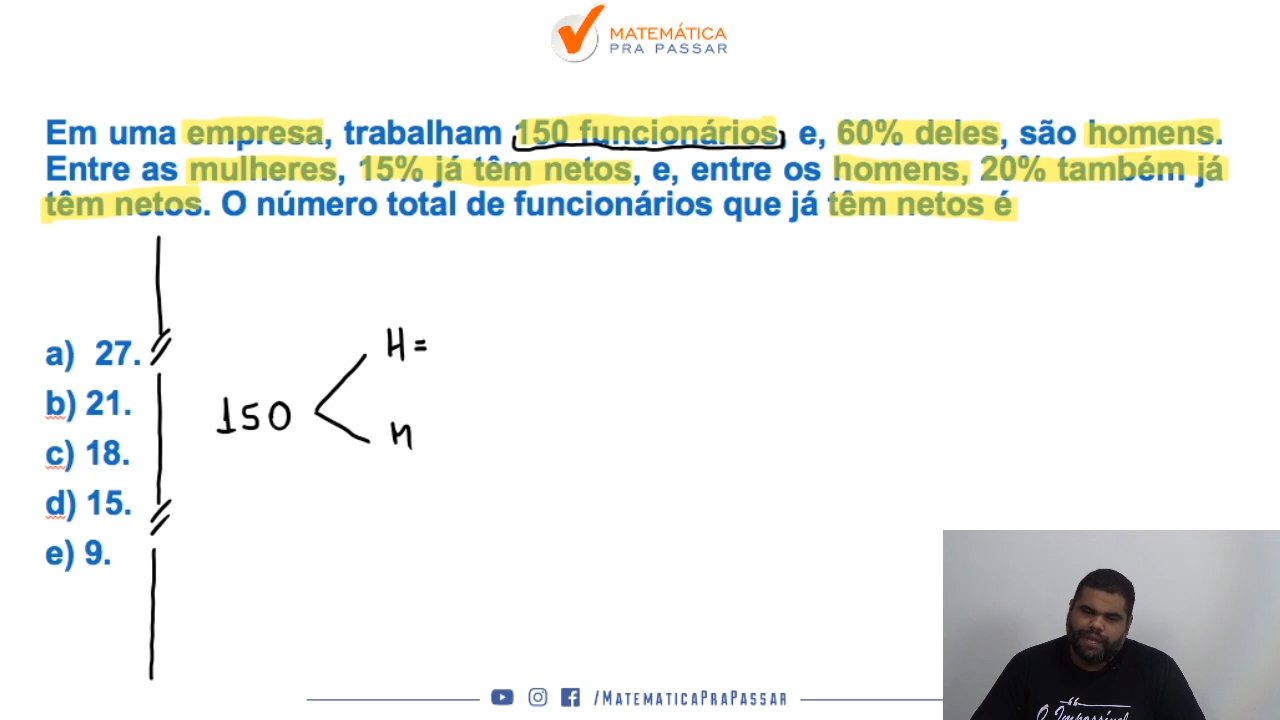 MATEMÁTICA
PRA PASSAR
Em uma empresa, trabalham 150 funcionários, e, 60% deles, são homens.
Entre as mulheres, 15% já têm netos, e, entre os homens, 20% também já
têm netos. O número total de funcionários que já têm netos é
a) 27.
b) 21.
c) 18.
d) 15.
e) 9.
150
H =
M
“
O Impossível
/MATEMATICAPRAPASSAR